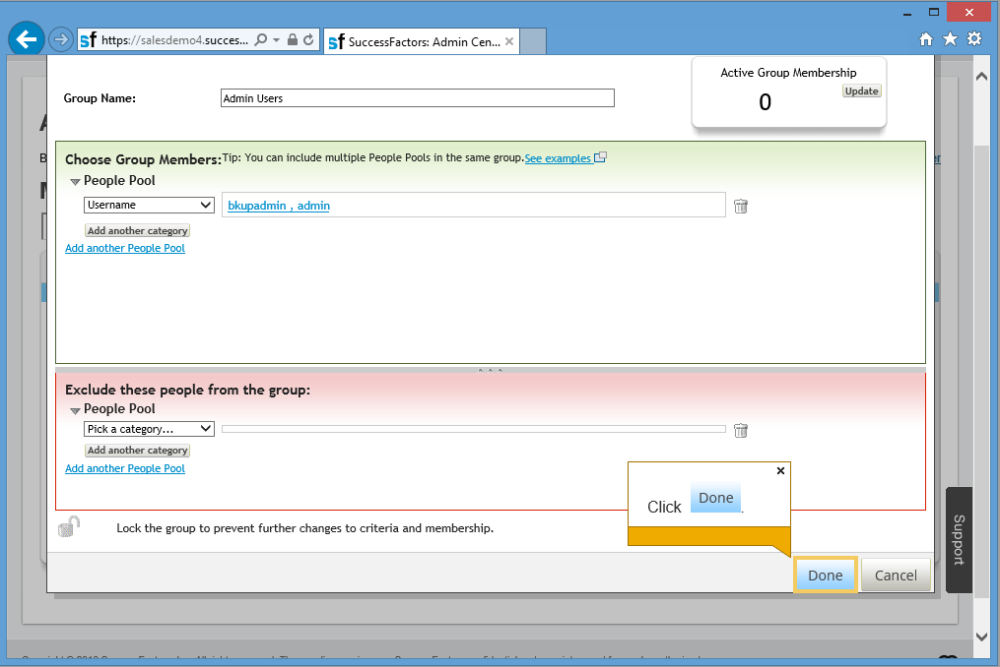 sf https://salesdemo4.succes...
sf SuccessFactors: Admin Cen...
Active Group Membership
Group Name:
Admin Users
0
Update
Choose Group Members: Tip: You can include multiple People Pools in the same group. See examples
People Pool
Username
bkupadmin , admin
Add another category
Add another People Pool
Exclude these people from the group:
People Pool
Pick a category...
Add another category
Add another People Pool
Click Done.
Lock the group to prevent further changes to criteria and membership.
Support
Done
Cancel